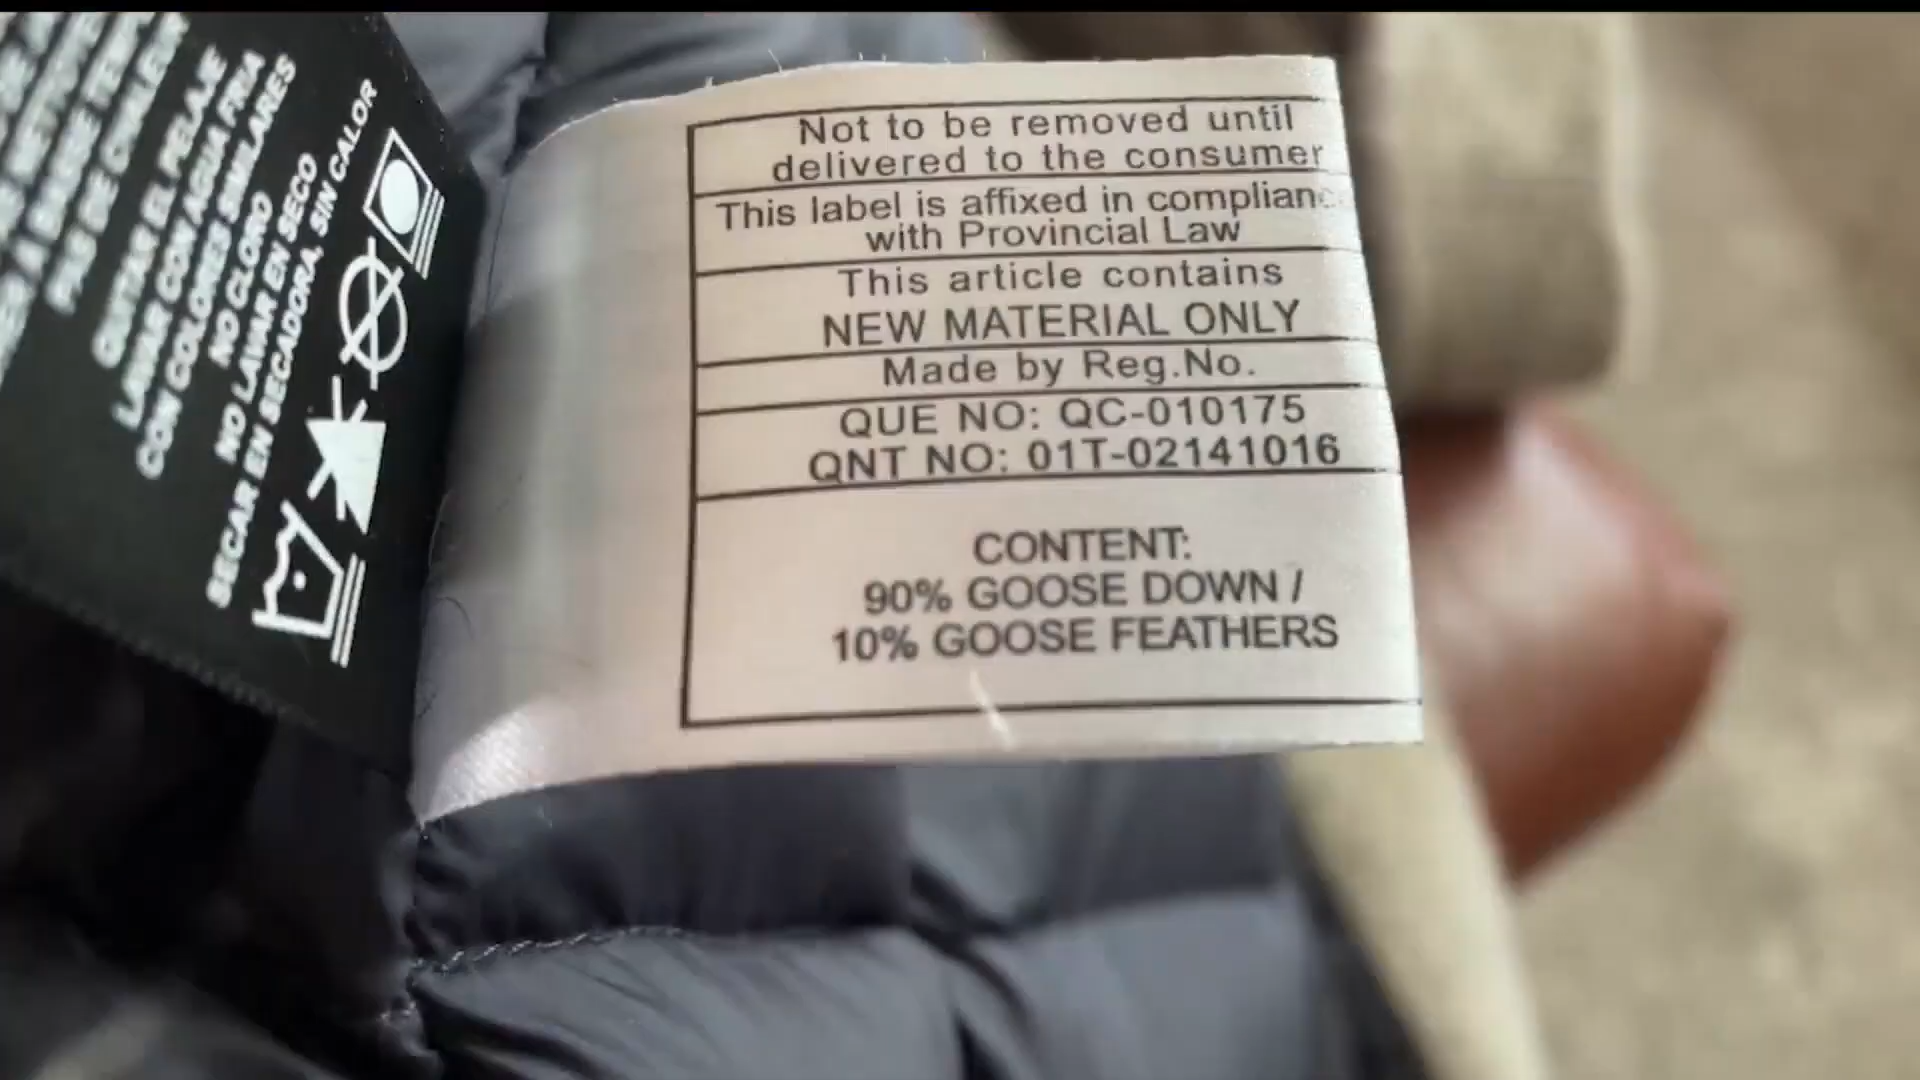 QUITAR EL PELAJE
LAVAR CON AGUA FRIA
CON COLORES SIMILARES
NO CLORO
NO LAVAR EN SECO
SECAR EN SECADORA, SIN CALOR
Not to be removed until
delivered to the consumer
This label is affixed in complianc
with Provincial Law
This article contains
NEW MATERIAL ONLY
Made by Reg.No.
QUE NO: QC-010175
QNT NO: 01T-02141016
CONTENT:
90% GOOSE DOWN /
10% GOOSE FEATHERS